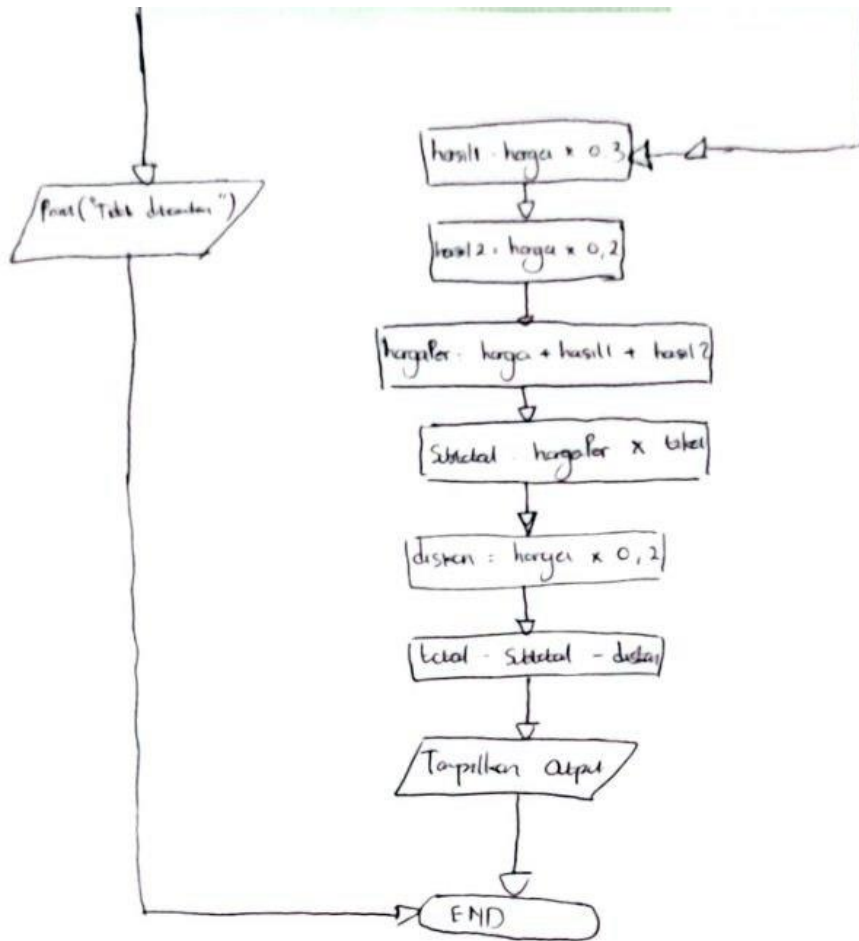 Print("Tidak ditemukan")
hasil1 = harga * 0,3
hasil2 = harga * 0,2
hargaPer = harga + hasil1 + hasil2
Subtotal = hargaPer *
diskon = harga * 0,2
total = Subtotal - diskon
Tampilkan Output
END